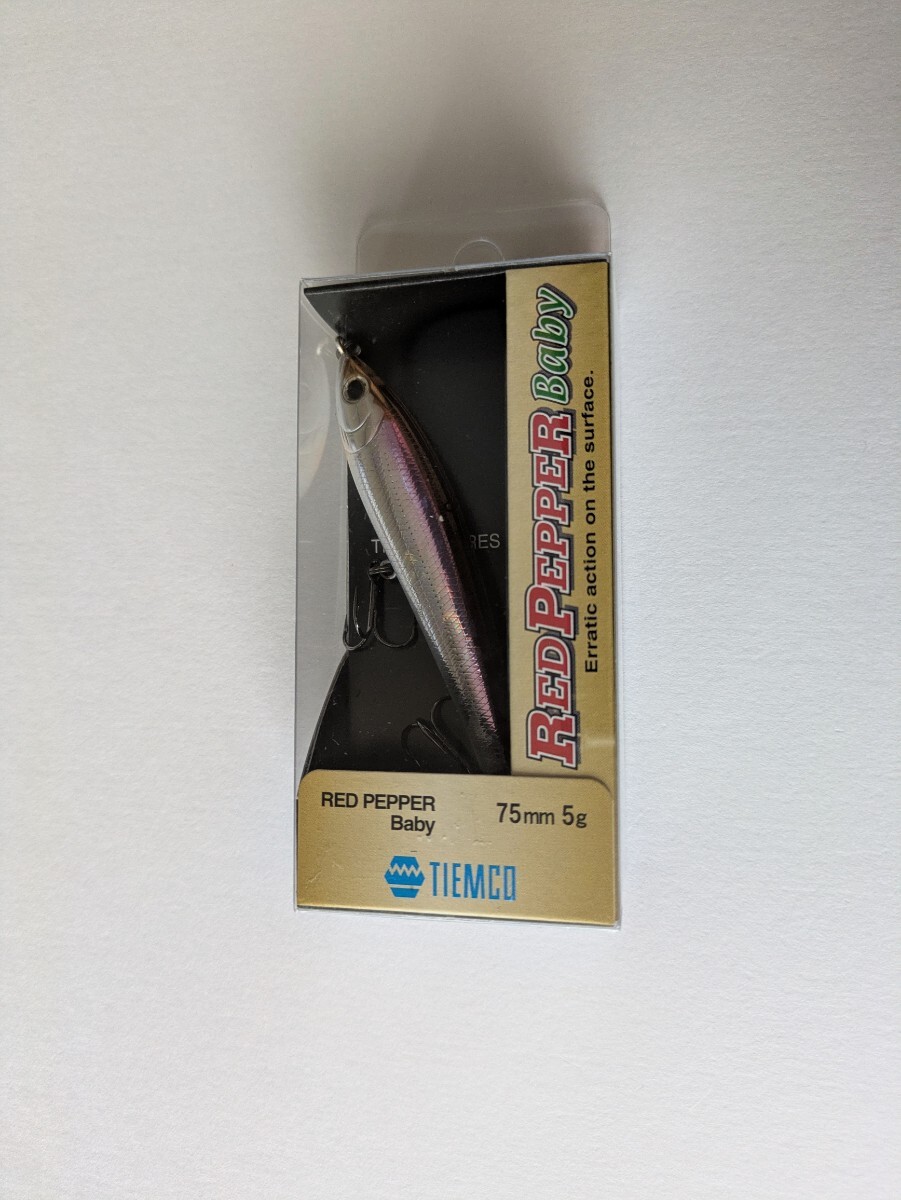 RED PEPPER Baby
Erratic action on the surface.
RED PEPPER
Baby
75mm 5g
TIEMCO